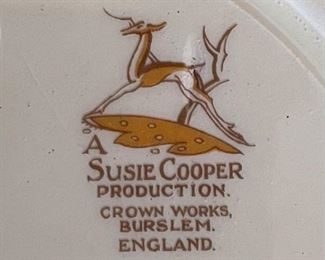 A
SUSIE COOPER
PRODUCTION.
CROWN WORKS,
BURSLEM.
ENGLAND.